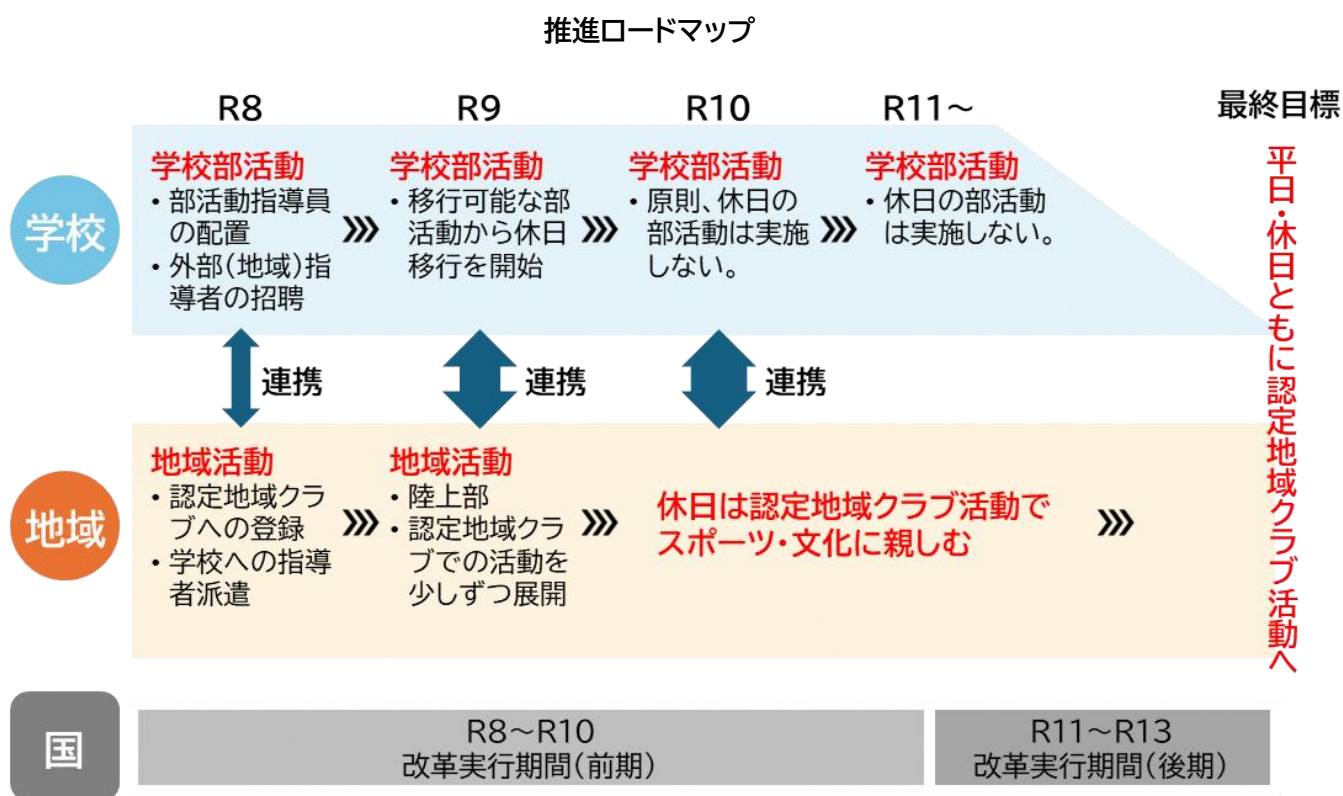 推進ロードマップ
R8
R9
R10
R11～
最終目標
学校
学校部活動
・部活動指導員
の配置
・外部（地域）指
導者の招聘
学校部活動
・移行可能な部
活動から休日
移行を開始
学校部活動
・原則、休日の
部活動は実施
しない。
学校部活動
・休日の部活動
は実施しない。
連携
連携
連携
地域
地域活動
・認定地域クラ
ブへの登録
・学校への指導
者派遣
地域活動
・陸上部
・認定地域クラ
ブでの活動を
少しずつ展開
休日は認定地域クラブ活動で
スポーツ・文化に親しむ
平日・休日ともに認定地域クラブ活動へ
国
R8～R10
改革実行期間（前期）
R11～R13
改革実行期間（後期）